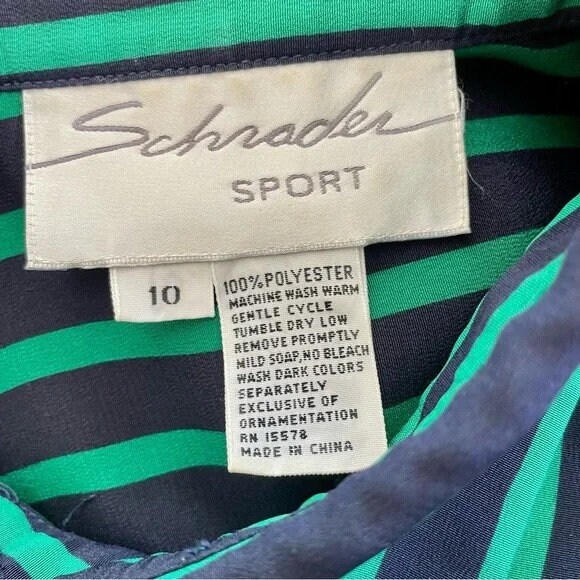 Schrader
SPORT
10
100% POLYESTER
MACHINE WASH WARM
GENTLE CYCLE
TUMBLE DRY LOW
REMOVE PROMPTLY
MILD SOAP, NO BLEACH
WASH DARK COLORS
SEPARATELY
EXCLUSIVE OF
ORNAMENTATION
RN 15578
MADE IN CHINA